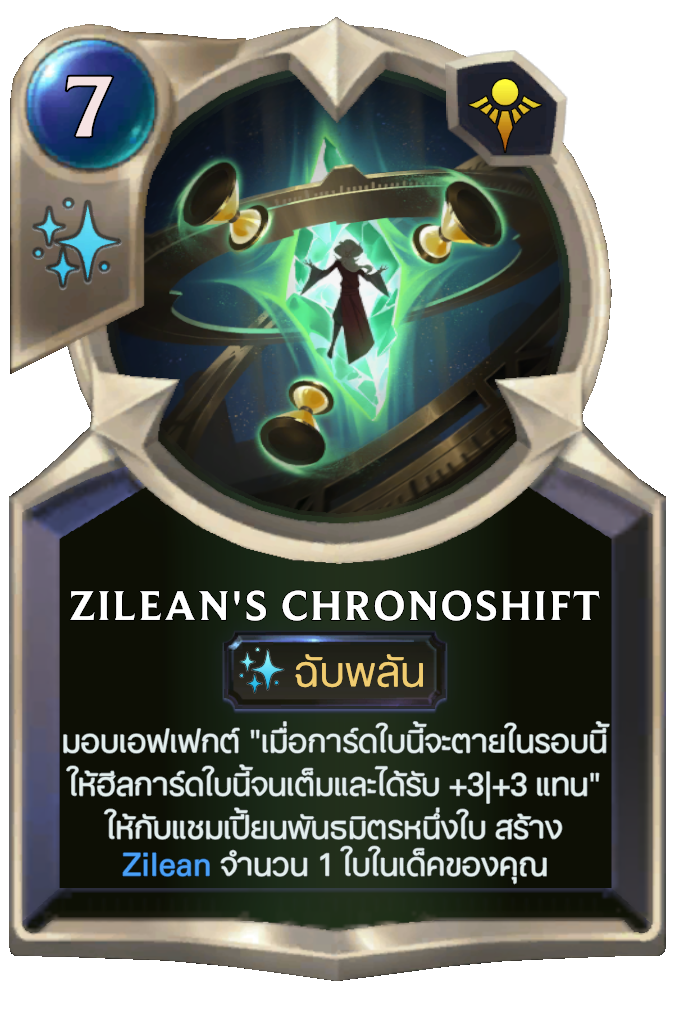 7
ZILEAN'S CHRONOSHIFT
ฉับพลัน
มอบเอฟเฟกต์ "เมื่อการ์ดใบนี้จะตายในรอบนี้
ให้ฮีลการ์ดใบนี้จนเต็มและได้รับ +3|+3 แทน"
ให้กับแชมเปี้ยนพันธมิตรหนึ่งใบ สร้าง
Zilean จำนวน 1 ใบในเด็คของคุณ